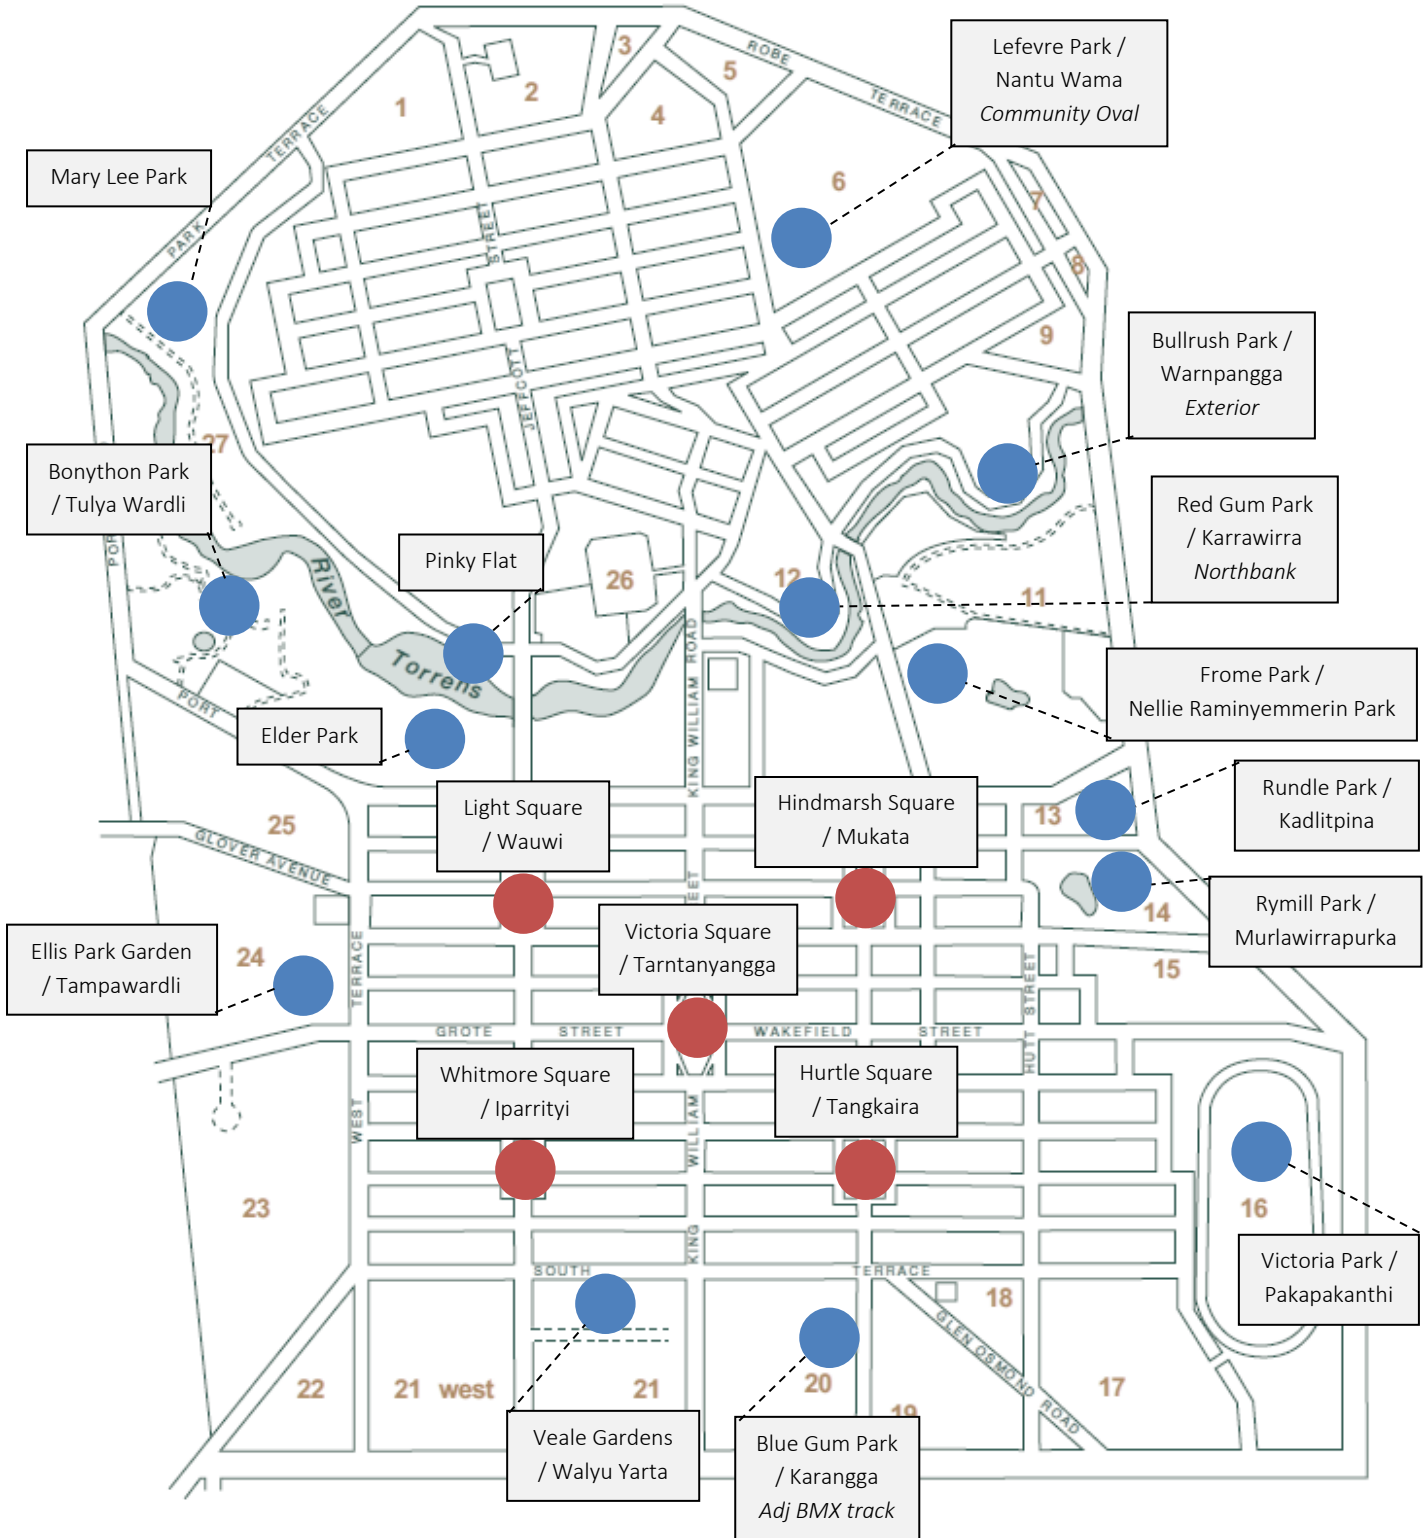 ROBE
TERRACE
3
5
2
1
4
6
Lefevre Park /
Nantu Wama
Community Oval
TERRACE
PARK
Mary Lee Park
STREET
7
8
9
JEFFCOTT
Bullrush Park /
Warnpangga
Exterior
27
Bonython Park
/ Tulya Wardli
Pinky Flat
Red Gum Park
/ Karrawirra
Northbank
River
Torrens
26
12
11
PORT
KING WILLIAM ROAD
Frome Park /
Nellie Raminyemmerin Park
Elder Park
Rundle Park /
Kadlitpina
Light Square
/ Wauwi
Hindmarsh Square
/ Mukata
13
25
GLOVER AVENUE
Rymill Park /
Murlawirrapurka
14
Victoria Square
/ Tarntanyangga
Ellis Park Garden
/ Tampawardli
24
15
WEST TERRACE
GROTE STREET
WAKEFIELD STREET
HUTT STREET
Whitmore Square
/ Iparrityi
Hurtle Square
/ Tangkaira
KING WILLIAM
23
16
Victoria Park /
Pakapakanthi
SOUTH TERRACE
18
GLEN OSMOND ROAD
22
21 west
21
20
19
17
Veale Gardens
/ Walyu Yarta
Blue Gum Park
/ Karangga
Adj BMX track